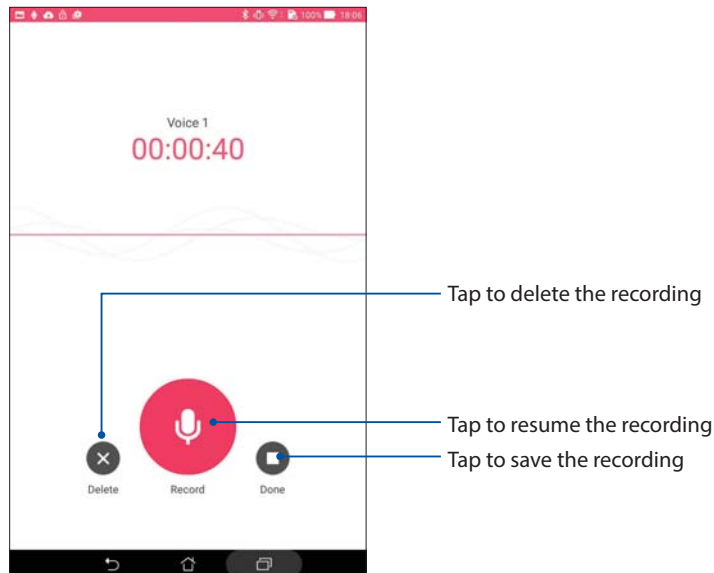 100% 18:06
Voice 1
00:00:40
Tap to delete the recording
Tap to resume the recording
Tap to save the recording
Delete Record Done